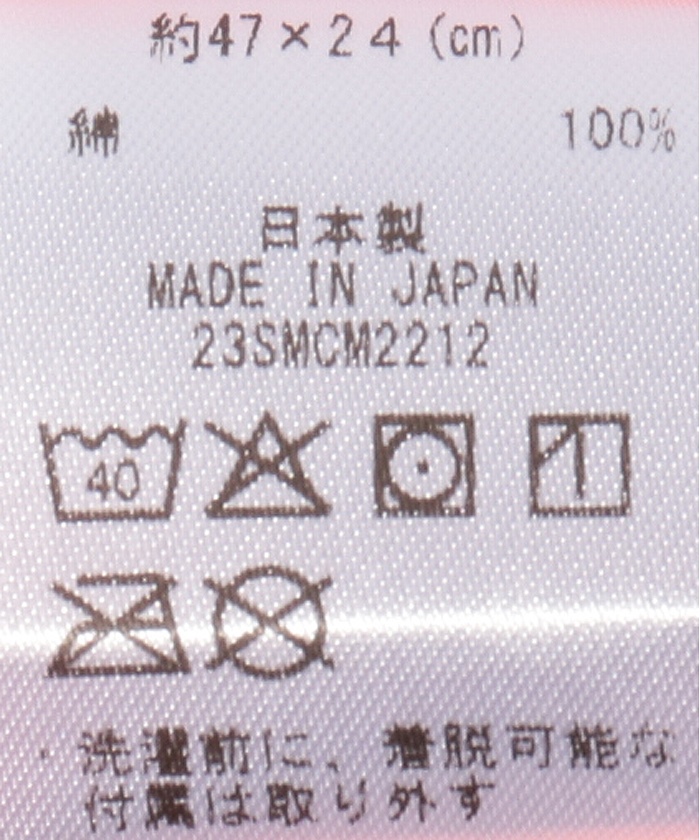 約47×24(cm)
綿 100%
日本製
MADE IN JAPAN
23SMCM2212
40
・洗濯前に、着脱可能な
付属は取り外す